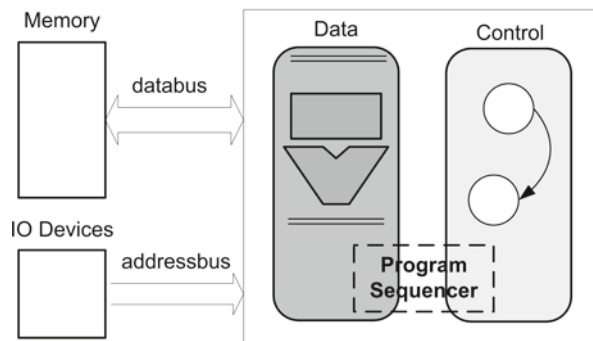 Memory
Data
Control
databus
IO Devices
addressbus
Program
Sequencer